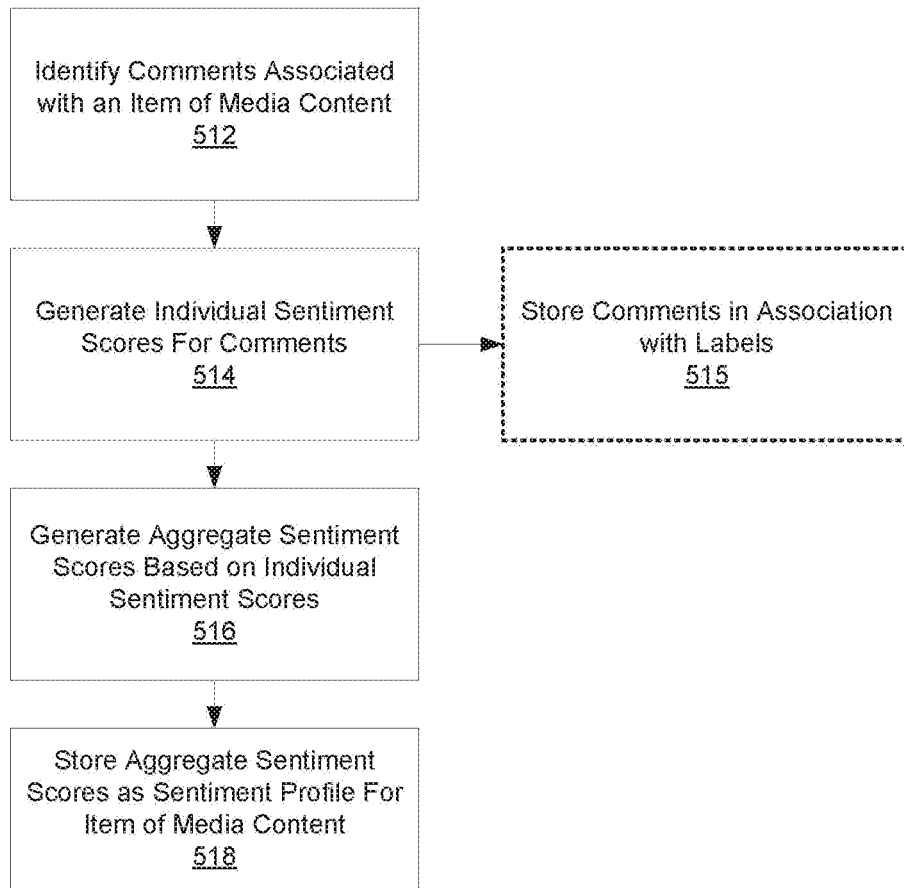 Identify Comments Associated
with an Item of Media Content
512
Generate Individual Sentiment
Scores For Comments
514
Store Comments in Association
with Labels
515
Generate Aggregate Sentiment
Scores Based on Individual
Sentiment Scores
516
Store Aggregate Sentiment
Scores as Sentiment Profile For
Item of Media Content
518